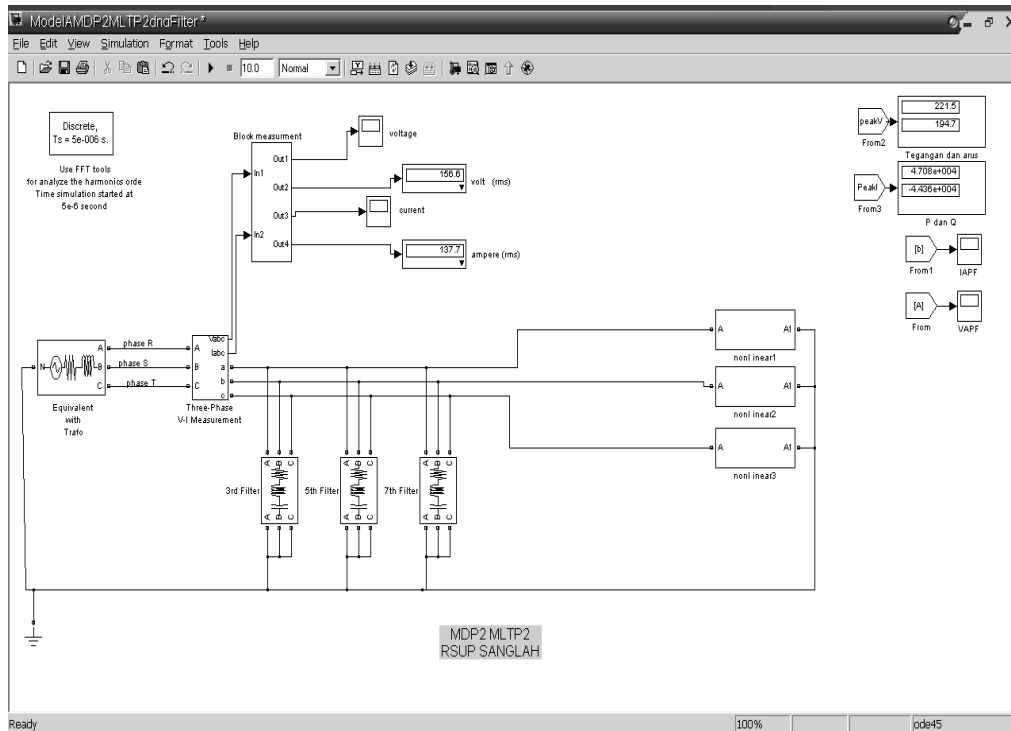 ModelAMDP2MLTP2dnaFilter *
File Edit View Simulation Format Tools Help
10.0 Normal
Discrete,
Ts = 5e-006 s.
Use FFT tools
for analyze the harmonics orde
Time simulation started at
5e-6 second
Block measurment
In1
In2
Out1
Out2
Out3
Out4
voltage
156.6
volt (rms)
current
137.7
ampere (rms)
peakV
From2
221.5
194.7
Tegangan dan arus
PeakI
From3
4.708e+004
-4.436e+004
P dan Q
[b]
From1
IAPF
[A]
From
VAPF
N
A
B
C
phase R
phase S
phase T
Equivalent
with
Trafo
A
B
C
Vabc
Iabc
a
b
c
Three-Phase
V-I Measurement
A A1
nonl inear1
A A1
nonl inear2
A A1
nonl inear3
A B C
3rd Filter
A B C
A B C
5th Filter
A B C
A B C
7th Filter
A B C
MDP2 MLTP2
RSUP SANGLAH
Ready 100% ode45